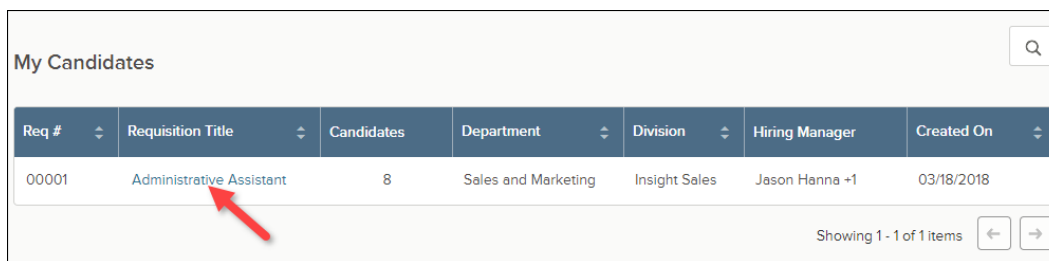 My Candidates
Req # Requisition Title Candidates Department Division Hiring Manager Created On
00001 Administrative Assistant 8 Sales and Marketing Insight Sales Jason Hanna +1 03/18/2018
Showing 1 - 1 of 1 items